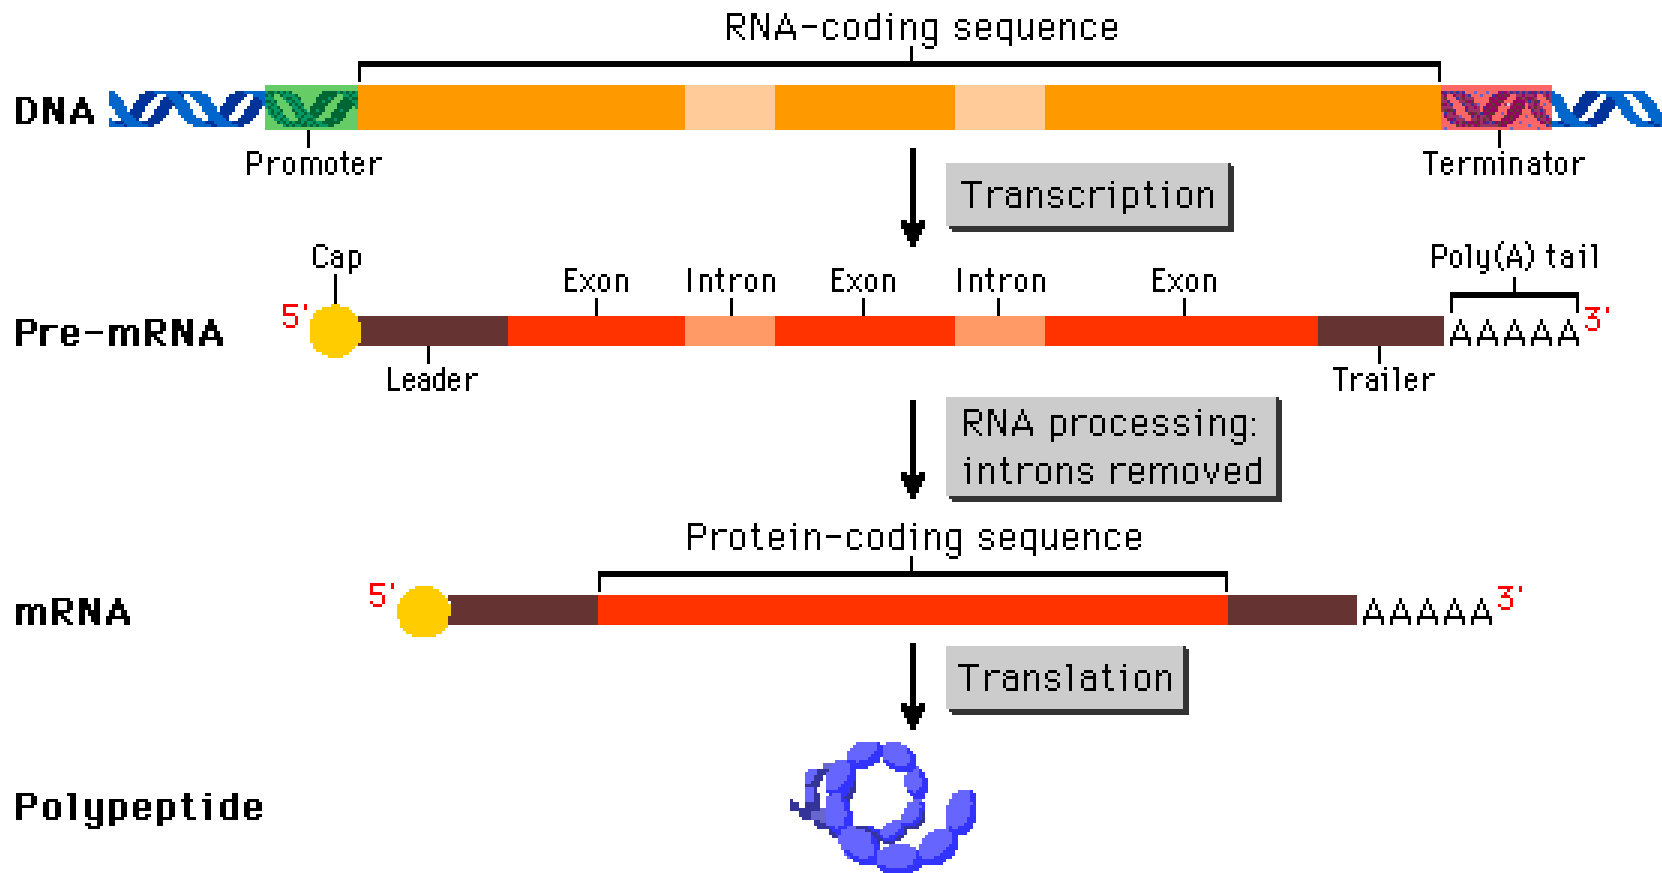 RNA-coding sequence
DNA
Promoter
Terminator
Transcription
Cap
Poly(A) tail
Exon Intron Exon Intron Exon
5' 3'
Pre-mRNA
AAAAA
Leader
Trailer
RNA processing:
introns removed
Protein-coding sequence
5' 3'
mRNA
AAAAA
Translation
Polypeptide